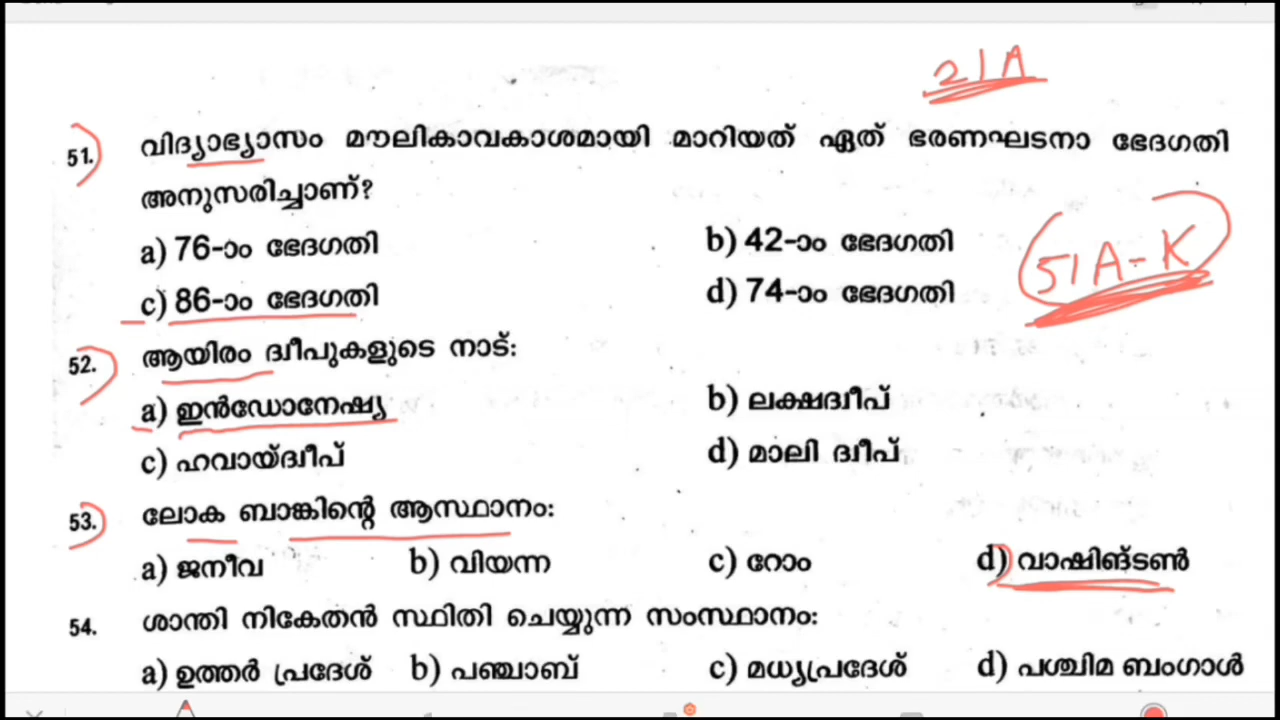 21A
51. വിദ്യാഭ്യാസം മൗലികാവകാശമായി മാറിയത് ഏത് ഭരണഘടനാ ഭേദഗതി
അനുസരിച്ചാണ്?
a) 76-ാം ഭേദഗതി b) 42-ാം ഭേദഗതി
51A-K
c) 86-ാം ഭേദഗതി d) 74-ാം ഭേദഗതി
52. ആയിരം ദ്വീപുകളുടെ നാട്:
a) ഇൻഡോനേഷ്യ b) ലക്ഷദ്വീപ്
c) ഹവായ്ദ്വീപ് d) മാലി ദ്വീപ്
53. ലോക ബാങ്കിന്റെ ആസ്ഥാനം:
a) ജനീവ b) വിയന്ന c) റോം d) വാഷിങ്ടൺ
54. ശാന്തി നികേതൻ സ്ഥിതി ചെയ്യുന്ന സംസ്ഥാനം:
a) ഉത്തർ പ്രദേശ് b) പഞ്ചാബ് c) മധ്യപ്രദേശ് d) പശ്ചിമ ബംഗാൾ